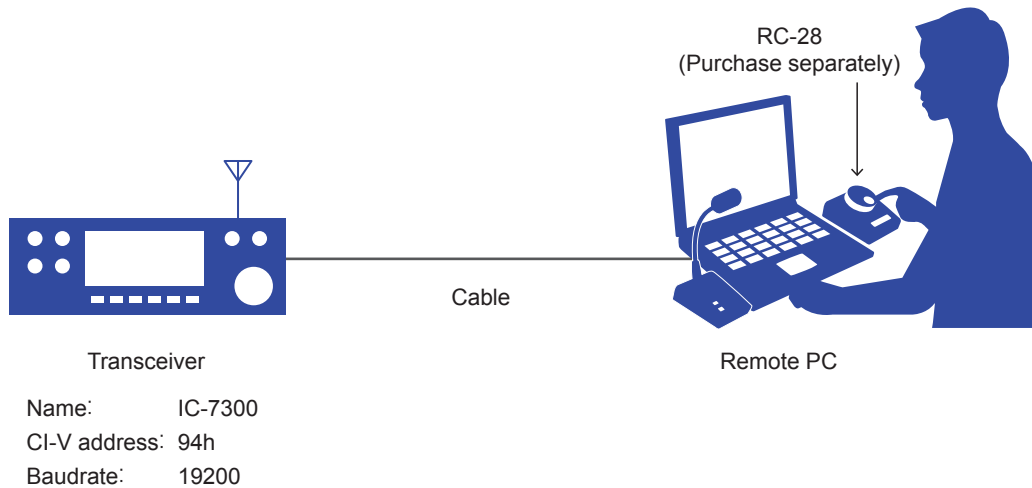 RC-28
(Purchase separately)
Cable
Transceiver
Remote PC
Name: IC-7300
CI-V address: 94h
Baudrate: 19200